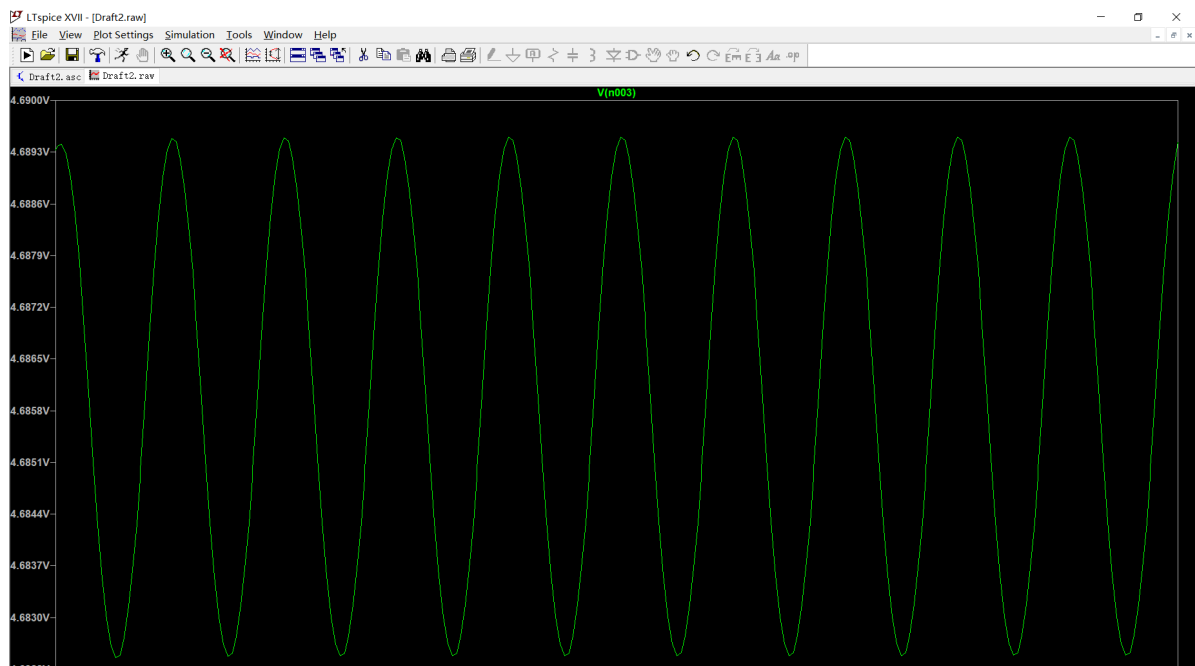 LTspice XVII - [Draft2.raw]
File View Plot Settings Simulation Tools Window Help
Draft2.asc Draft2.raw
V(n003)
4.6900V
4.6893V
4.6886V
4.6879V
4.6872V
4.6865V
4.6858V
4.6851V
4.6844V
4.6837V
4.6830V